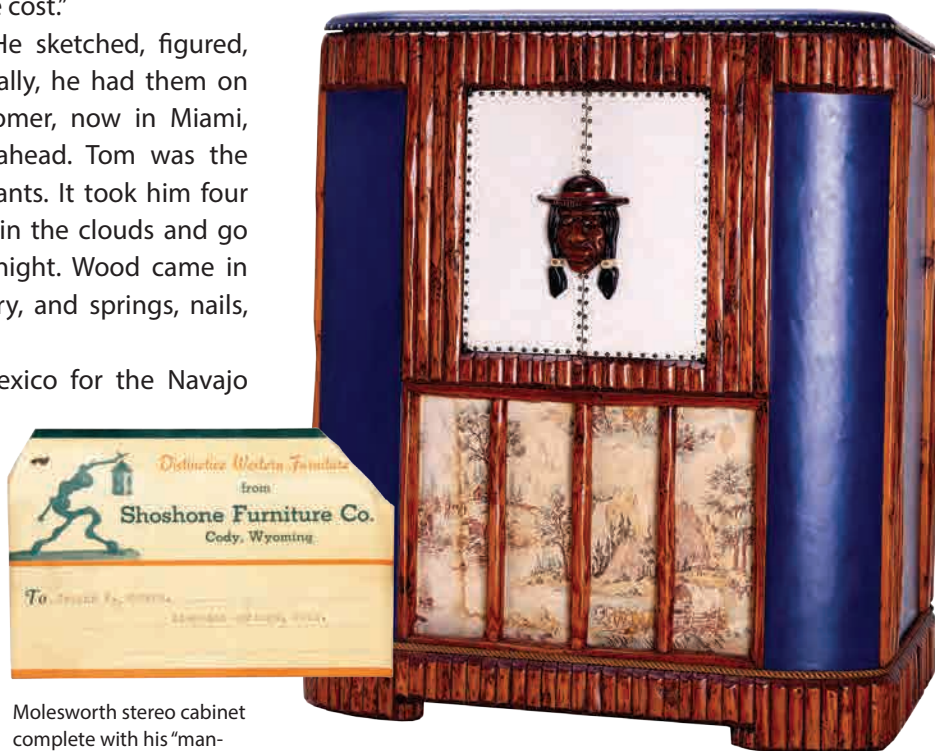 e cost.”
He sketched, figured,
ally, he had them on
omer, now in Miami,
ahead. Tom was the
ants. It took him four
in the clouds and go
night. Wood came in
ry, and springs, nails,
exico for the Navajo
Distinctive Western Furniture
from
Shoshone Furniture Co.
Cody, Wyoming
To
Molesworth stereo cabinet
complete with his “man-